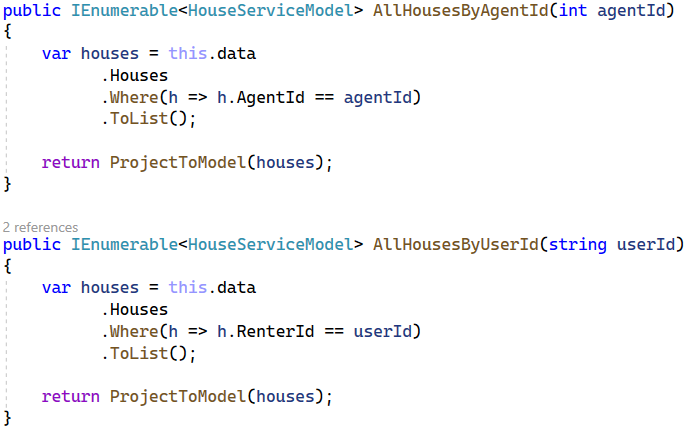 public IEnumerable<HouseServiceModel> AllHousesByAgentId(int agentId)
{
    var houses = this.data
          .Houses
          .Where(h => h.AgentId == agentId)
          .ToList();

    return ProjectToModel(houses);
}

2 references
public IEnumerable<HouseServiceModel> AllHousesByUserId(string userId)
{
    var houses = this.data
          .Houses
          .Where(h => h.RenterId == userId)
          .ToList();

    return ProjectToModel(houses);
}